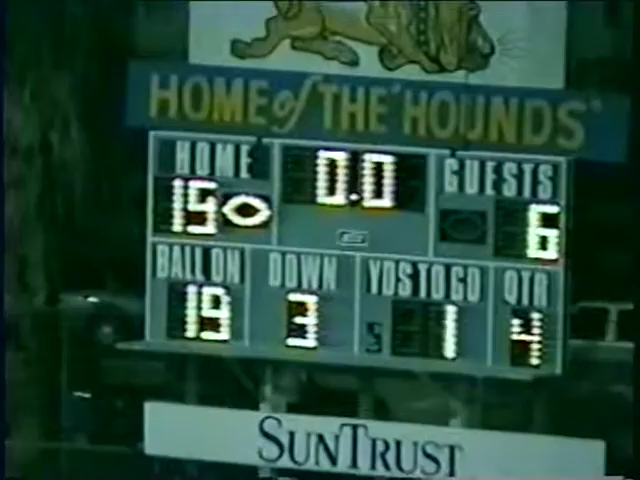 HOME of THE 'HOUNDS'
HOME 0.0 GUESTS
15 6
BALL ON DOWN YDS TO GO QTR
19 3 1 4
SUNTRUST